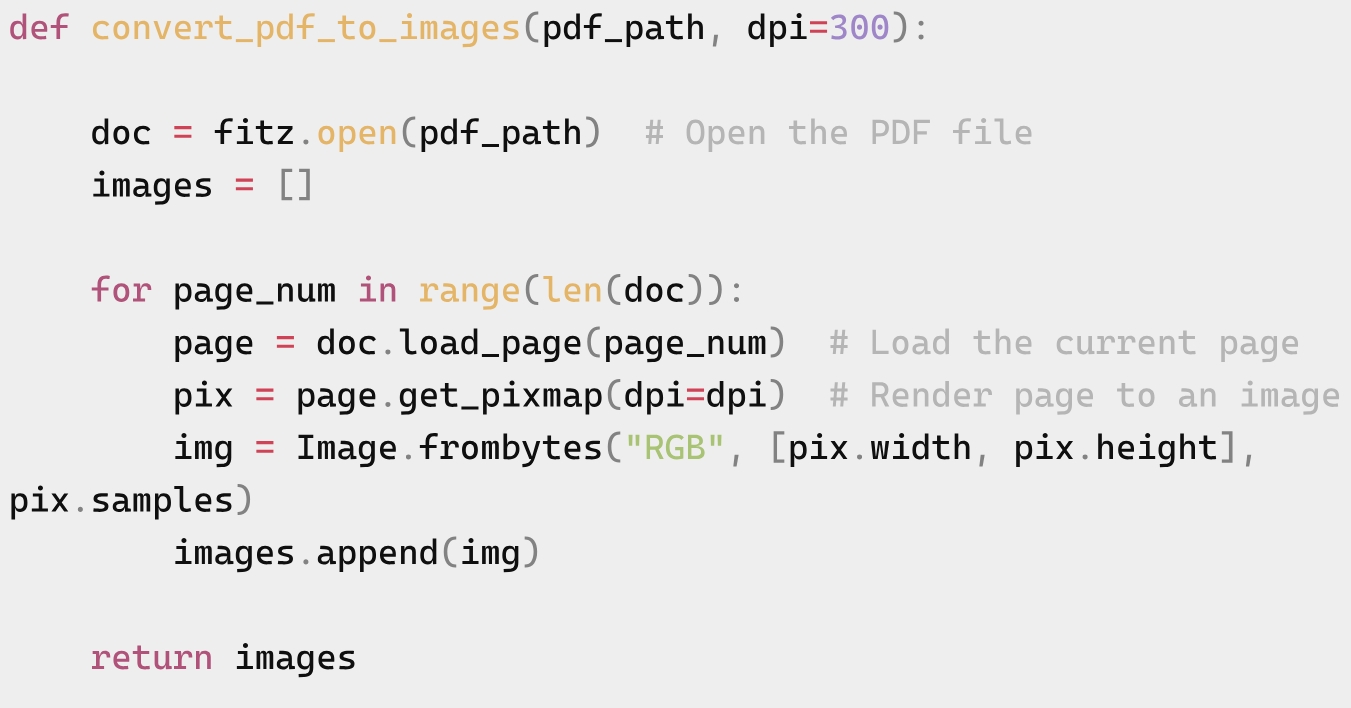 def convert_pdf_to_images(pdf_path, dpi=300):
    doc = fitz.open(pdf_path)  # Open the PDF file
    images = []
    for page_num in range(len(doc)):
        page = doc.load_page(page_num)  # Load the current page
        pix = page.get_pixmap(dpi=dpi)  # Render page to an image
        img = Image.frombytes("RGB", [pix.width, pix.height],
pix.samples)
        images.append(img)
    return images